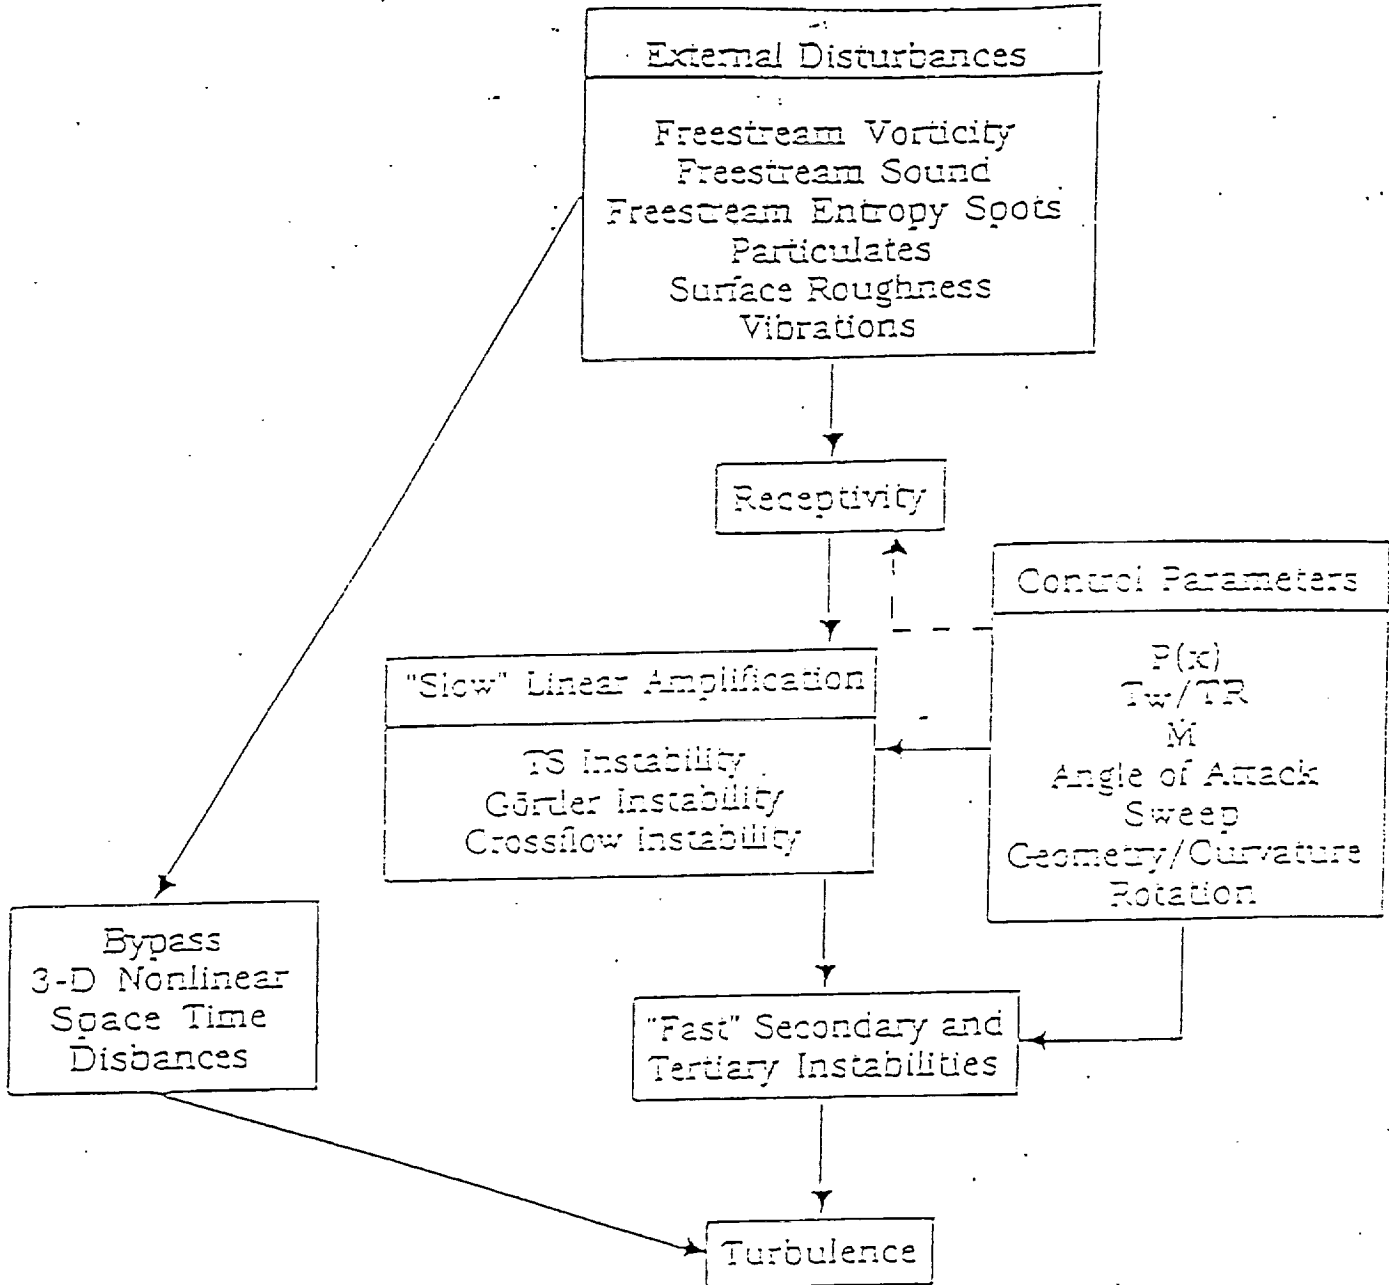 External Disturbances
Freestream Vorticity
Freestream Sound
Freestream Entropy Spots
Particulates
Surface Roughness
Vibrations
Receptivity
Control Parameters
P(x)
Tw/TR
M
Angle of Attack
Sweep
Geometry/Curvature
Rotation
"Slow" Linear Amplification
TS Instability
Görtler Instability
Crossflow Instability
Bypass
3-D Nonlinear
Space Time
Disbances
"Fast" Secondary and
Tertiary Instabilities
Turbulence